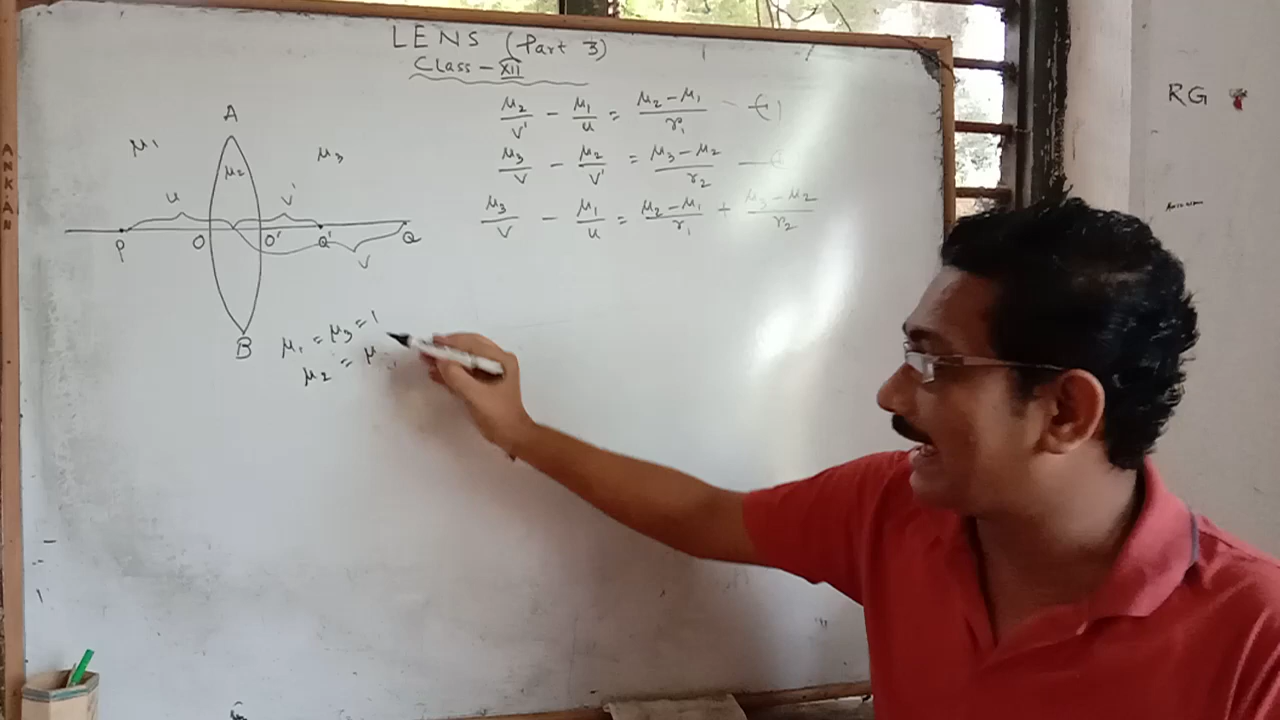 LENS (Part 3)
Class – XII
μ₂/v' − μ₁/u = (μ₂ − μ₁)/r₁ – (1
μ₃/v − μ₂/v' = (μ₃ − μ₂)/r₂ —
μ₃/v − μ₁/u = (μ₂ − μ₁)/r₁ + (μ₃ − μ₂)/r₂
A
μ₁
μ₂
μ₃
u
v'
P
O
O'
Q'
Q
v
B
μ₁ = μ₃ = 1
μ₂ = μ
RG
ANKAN